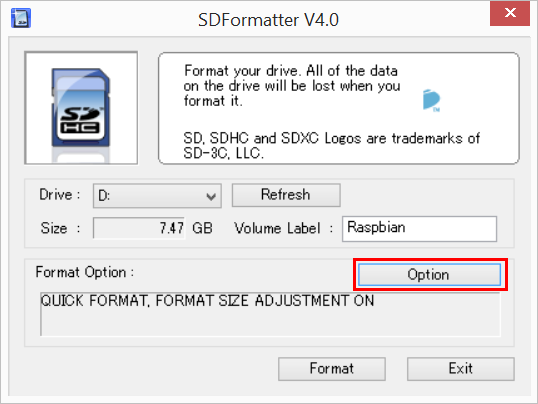 SDFormatter V4.0
Format your drive. All of the data
on the drive will be lost when you
format it.
SD, SDHC and SDXC Logos are trademarks of
SD-3C, LLC.
SD
HC
TM
Drive :
D:
Refresh
Size :
7.47 GB
Volume Label :
Raspbian
Format Option :
Option
QUICK FORMAT, FORMAT SIZE ADJUSTMENT ON
Format
Exit